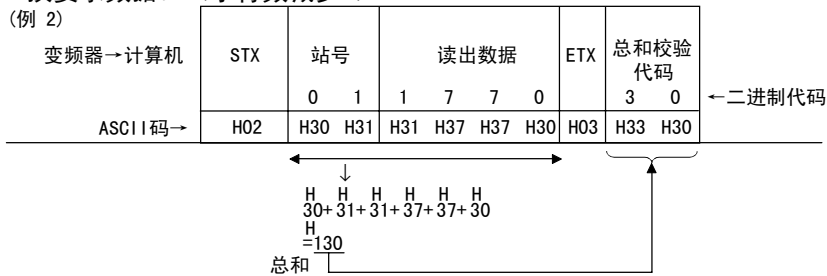 (例 2)
变频器→计算机 STX 站号 读出数据 ETX 总和校验
代码
0 1 1 7 7 0 3 0 ←二进制代码
ASCII码→ H02 H30 H31 H31 H37 H37 H30 H03 H33 H30
↓
H H H H H H
30+31+31+37+37+30
H
=130
总和